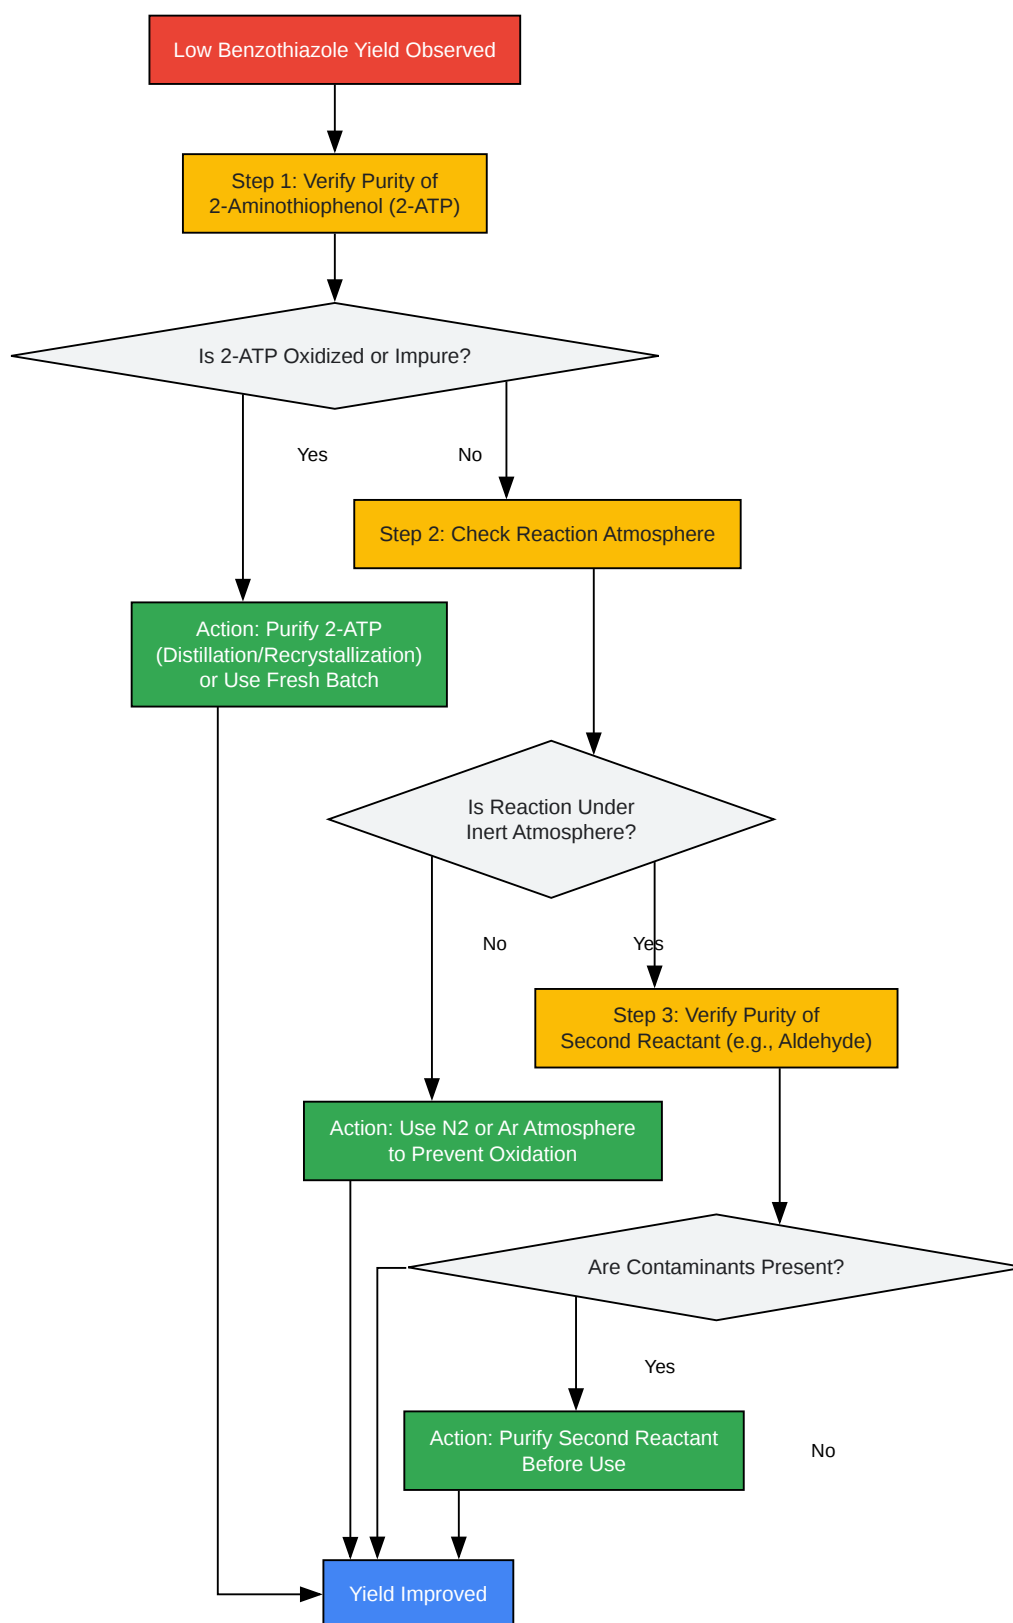 Low Benzothiazole Yield Observed
Step 1: Verify Purity of
2-Aminothiophenol (2-ATP)
Is 2-ATP Oxidized or Impure?
Yes
No
Step 2: Check Reaction Atmosphere
Action: Purify 2-ATP
(Distillation/Recrystallization)
or Use Fresh Batch
Is Reaction Under
Inert Atmosphere?
No
Yes
Step 3: Verify Purity of
Second Reactant (e.g., Aldehyde)
Action: Use N2 or Ar Atmosphere
to Prevent Oxidation
Are Contaminants Present?
Yes
Action: Purify Second Reactant
Before Use
No
Yield Improved